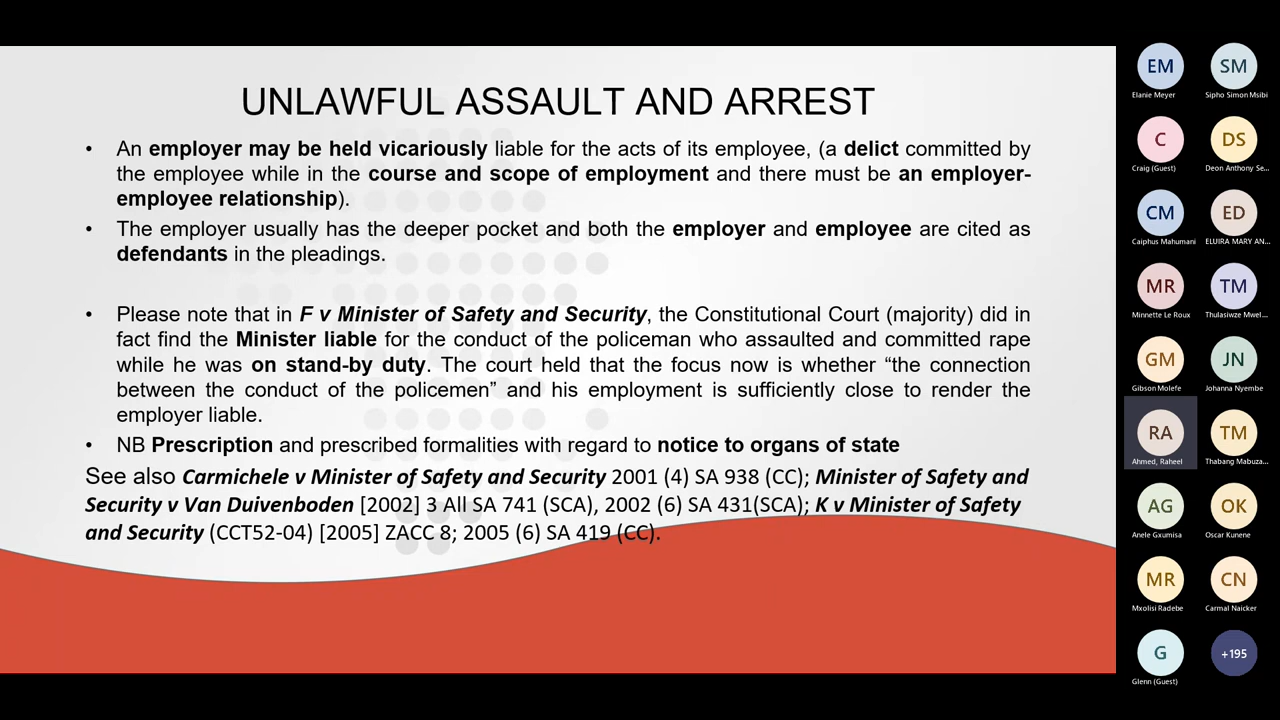 UNLAWFUL ASSAULT AND ARREST
• An employer may be held vicariously liable for the acts of its employee, (a delict committed by
the employee while in the course and scope of employment and there must be an employer-
employee relationship).
• The employer usually has the deeper pocket and both the employer and employee are cited as
defendants in the pleadings.
• Please note that in F v Minister of Safety and Security, the Constitutional Court (majority) did in
fact find the Minister liable for the conduct of the policeman who assaulted and committed rape
while he was on stand-by duty. The court held that the focus now is whether “the connection
between the conduct of the policemen” and his employment is sufficiently close to render the
employer liable.
• NB Prescription and prescribed formalities with regard to notice to organs of state
See also Carmichele v Minister of Safety and Security 2001 (4) SA 938 (CC); Minister of Safety and
Security v Van Duivenboden [2002] 3 All SA 741 (SCA), 2002 (6) SA 431(SCA); K v Minister of Safety
and Security (CCT52-04) [2005] ZACC 8; 2005 (6) SA 419 (CC).
EM
Elanie Meyer
SM
Sipho Simon Msibi
C
Craig (Guest)
DS
Deon Anthony Se...
CM
Caiphus Mahumani
ED
ELUIRA MARY AN...
MR
Minnette Le Roux
TM
Thulasiwze Mwel...
GM
Gibson Molefe
JN
Johanna Nyembe
RA
Ahmed, Raheel
TM
Thabang Mabuza...
AG
Anele Gxumisa
OK
Oscar Kunene
MR
Mxolisi Radebe
CN
Carmal Naicker
G
Glenn (Guest)
+195